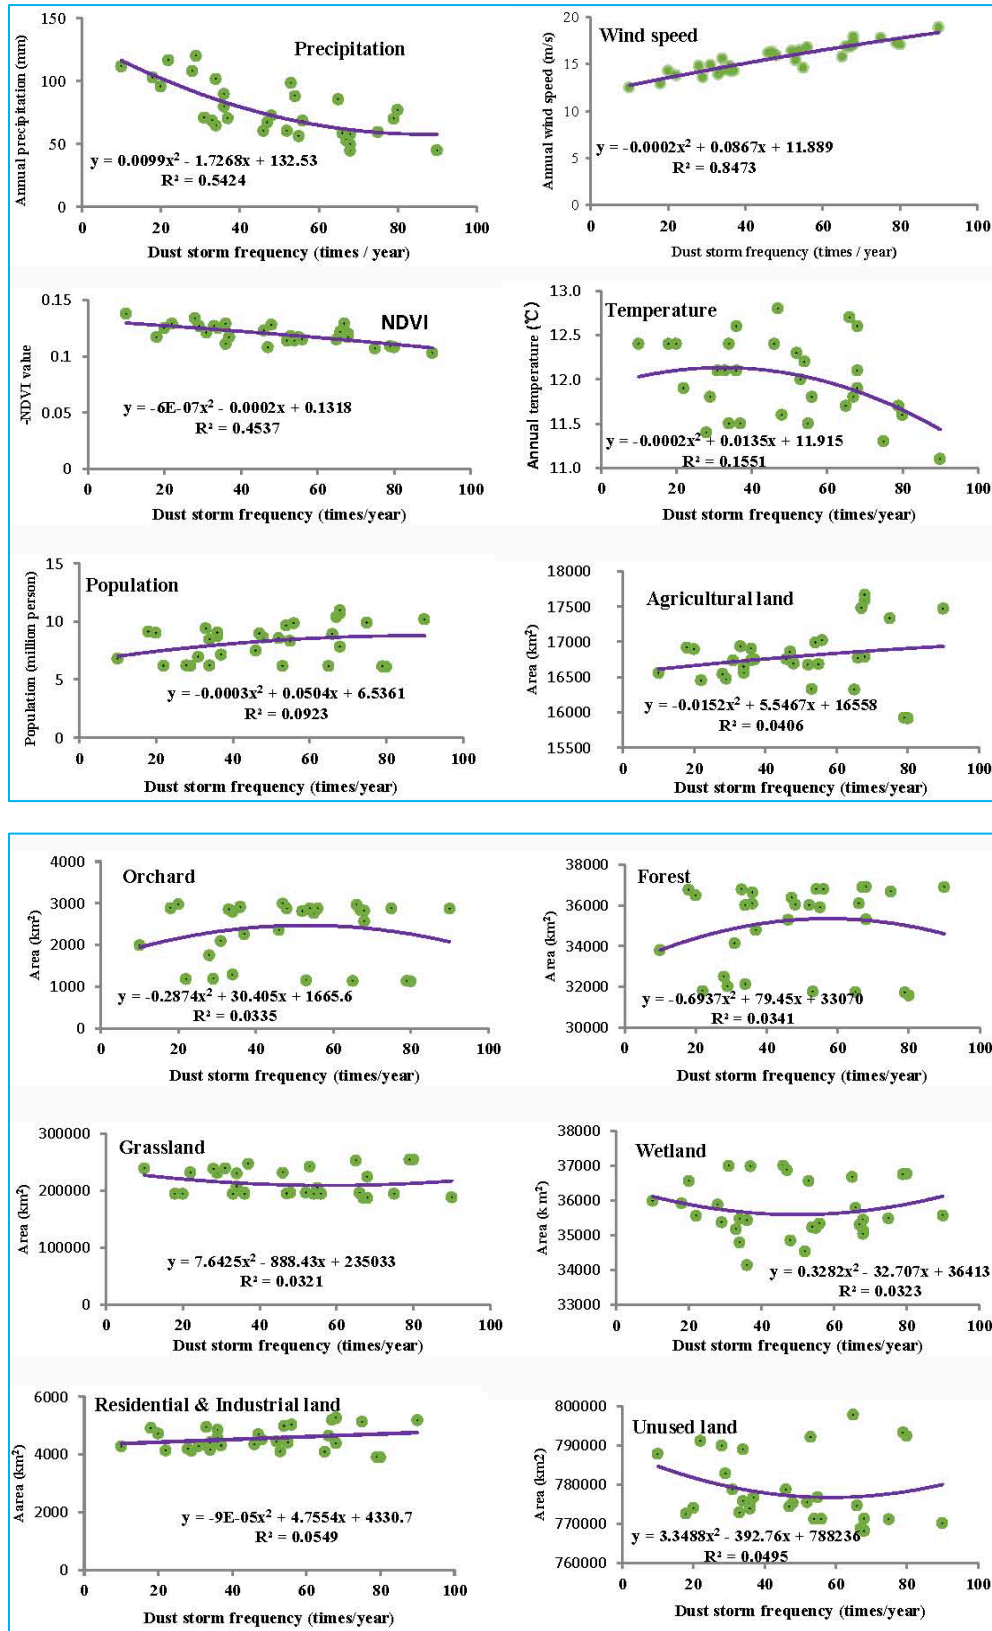 Precipitation
Annual precipitation (mm)
150
100
50
0
y = 0.0099x² - 1.7268x + 132.53
R² = 0.5424
0 20 40 60 80 100
Dust storm frequency (times / year)
Wind speed
Annual wind speed (m/s)
20
15
10
5
0
y = -0.0002x² + 0.0867x + 11.889
R² = 0.8473
0 20 40 60 80 100
Dust storm frequency (times / year)
NDVI
-NDVI value
0.15
0.1
0.05
0
y = -6E-07x² - 0.0002x + 0.1318
R² = 0.4537
0 20 40 60 80 100
Dust storm frequency (times/year)
Temperature
Annual temperature (℃)
13.0
12.5
12.0
11.5
11.0
y = -0.0002x² + 0.0135x + 11.915
R² = 0.1551
0 20 40 60 80 100
Dust storm frequency (times/year)
Population
Population (million person)
15
10
5
0
y = -0.0003x² + 0.0504x + 6.5361
R² = 0.0923
0 20 40 60 80 100
Dust storm frequency (times/year)
Agricultural land
Area (km²)
18000
17500
17000
16500
16000
15500
y = -0.0152x² + 5.5467x + 16558
R² = 0.0406
0 20 40 60 80 100
Dust storm frequency (times/year)
Orchard
Area (km²)
4000
3000
2000
1000
0
y = -0.2874x² + 30.405x + 1665.6
R² = 0.0335
0 20 40 60 80 100
Dust storm frequency (times/year)
Forest
Area (km²)
38000
36000
34000
32000
30000
y = -0.6937x² + 79.45x + 33070
R² = 0.0341
0 20 40 60 80 100
Dust storm frequency (times/year)
Grassland
Area (km²)
300000
200000
100000
0
y = 7.6425x² - 888.43x + 235033
R² = 0.0321
0 20 40 60 80 100
Dust storm frequency (times/year)
Wetland
Area (k m²)
38000
37000
36000
35000
34000
33000
y = 0.3282x² - 32.707x + 36413
R² = 0.0323
0 20 40 60 80 100
Dust storm frequency (times/year)
Residential & Industrial land
Aarea (km²)
6000
4000
2000
0
y = -9E-05x² + 4.7554x + 4330.7
R² = 0.0549
0 20 40 60 80 100
Dust storm frequency (times/year)
Unused land
Area (km2)
800000
790000
780000
770000
760000
y = 3.3488x² - 392.76x + 788236
R² = 0.0495
0 20 40 60 80 100
Dust storm frequency (times/year)